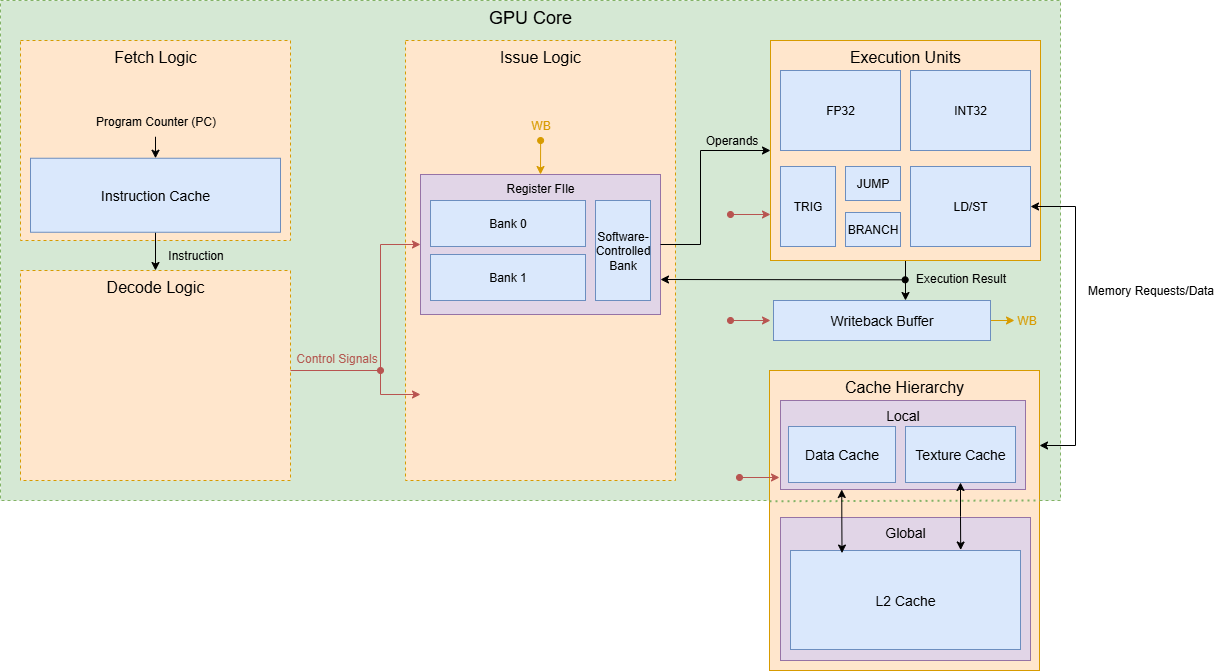 GPU Core
Fetch Logic
Program Counter (PC)
Instruction Cache
Instruction
Decode Logic
Control Signals
Issue Logic
WB
Register FIle
Bank 0
Bank 1
Software-
Controlled
Bank
Operands
Execution Units
FP32
INT32
TRIG
JUMP
BRANCH
LD/ST
Execution Result
Writeback Buffer
WB
Memory Requests/Data
Cache Hierarchy
Local
Data Cache
Texture Cache
Global
L2 Cache